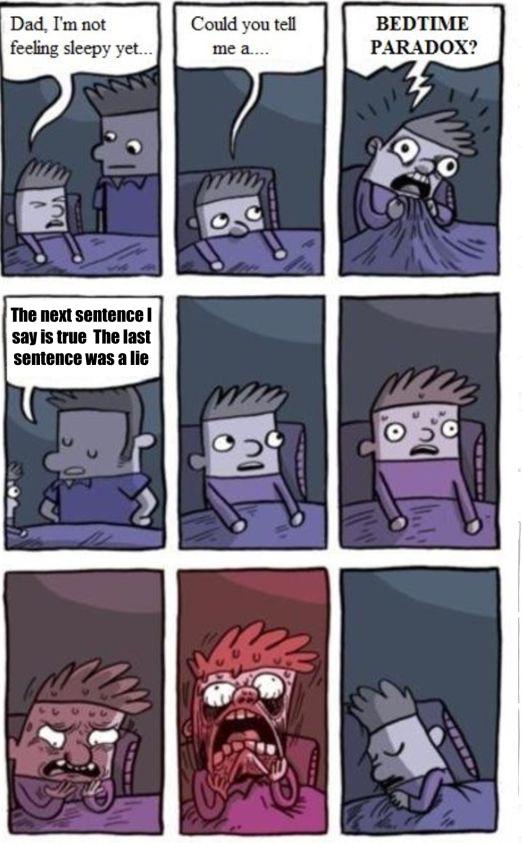 Dad, I'm not
feeling sleepy yet...
Could you tell
me a....
BEDTIME
PARADOX?
The next sentence I
say is true The last
sentence was a lie